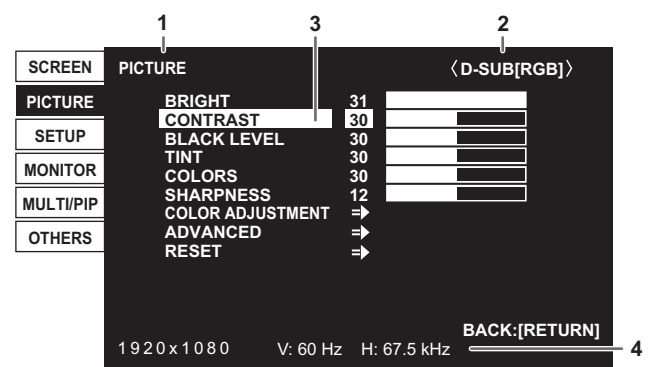 1 3 2
SCREEN
PICTURE
SETUP
MONITOR
MULTI/PIP
OTHERS
PICTURE 〈D-SUB[RGB]〉
BRIGHT 31
CONTRAST 30
BLACK LEVEL 30
TINT 30
COLORS 30
SHARPNESS 12
COLOR ADJUSTMENT
ADVANCED
RESET
BACK:[RETURN]
1920x1080 V: 60 Hz H: 67.5 kHz 4